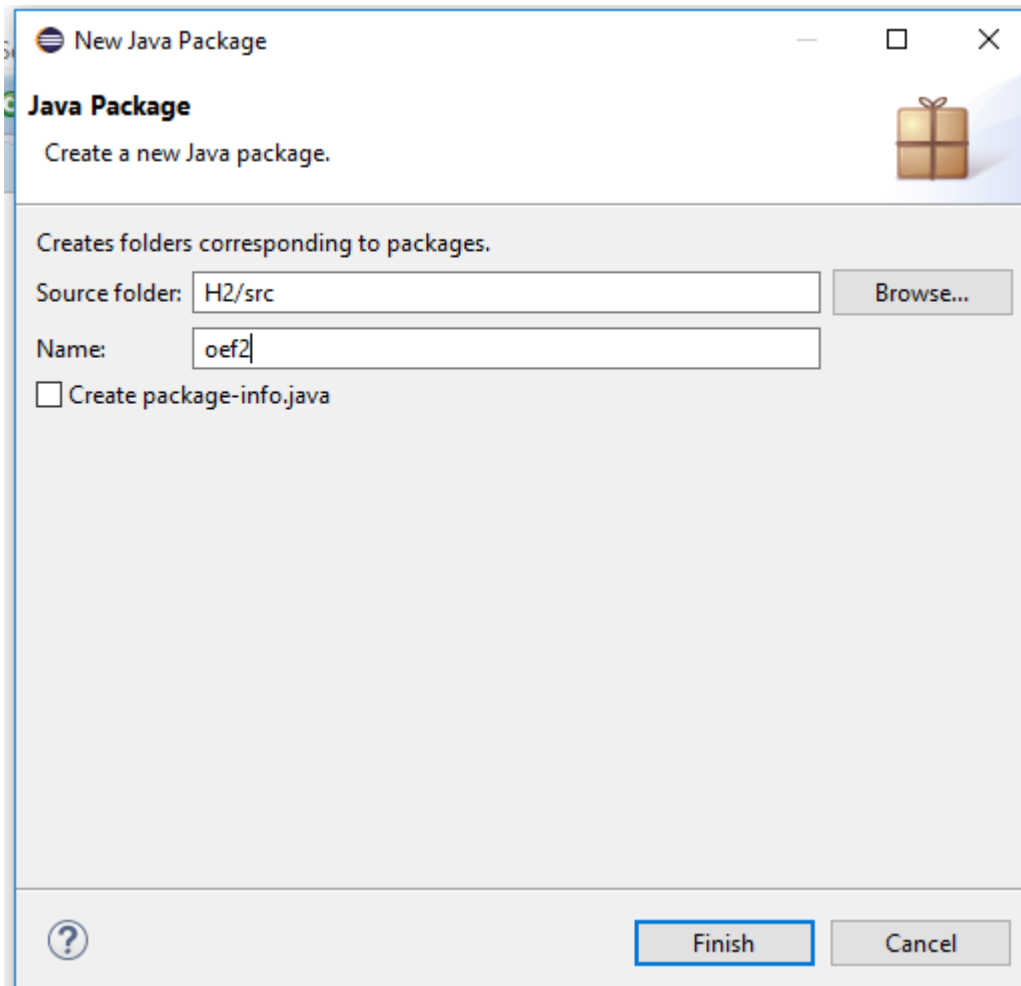 New Java Package
Java Package
Create a new Java package.
Creates folders corresponding to packages.
Source folder: H2/src Browse...
Name: oef2
Create package-info.java
Finish Cancel